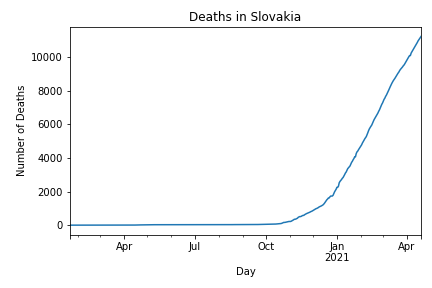 Deaths in Slovakia
Number of Deaths
10000
8000
6000
4000
2000
0
Apr Jul Oct Jan Apr
2021
Day